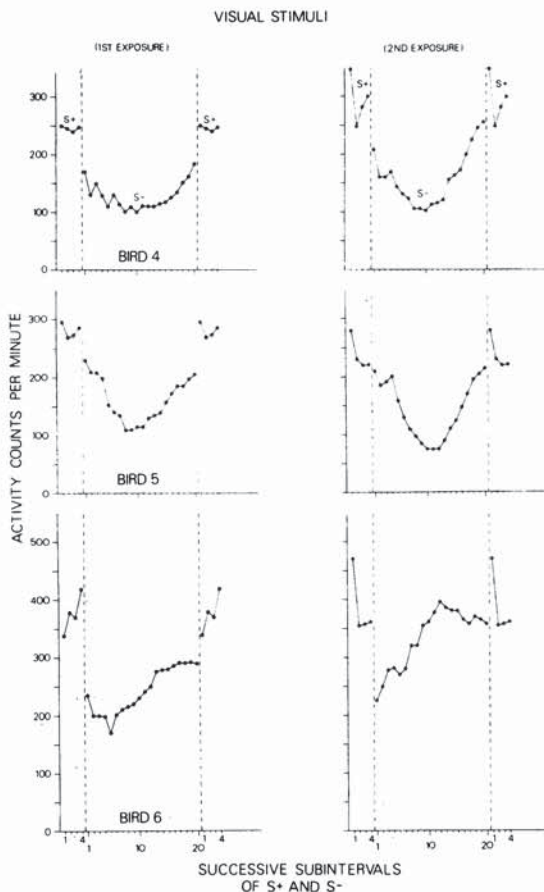 VISUAL STIMULI
(1ST EXPOSURE)
(2ND EXPOSURE)
300
200
100
0
S+
S-
S+
BIRD 4
S+
S-
S+
300
200
100
0
BIRD 5
ACTIVITY COUNTS PER MINUTE
500
400
300
200
100
0
BIRD 6
1 4 1 10 20 1 4
1 4 1 10 20 1 4
SUCCESSIVE SUBINTERVALS
OF S+ AND S-